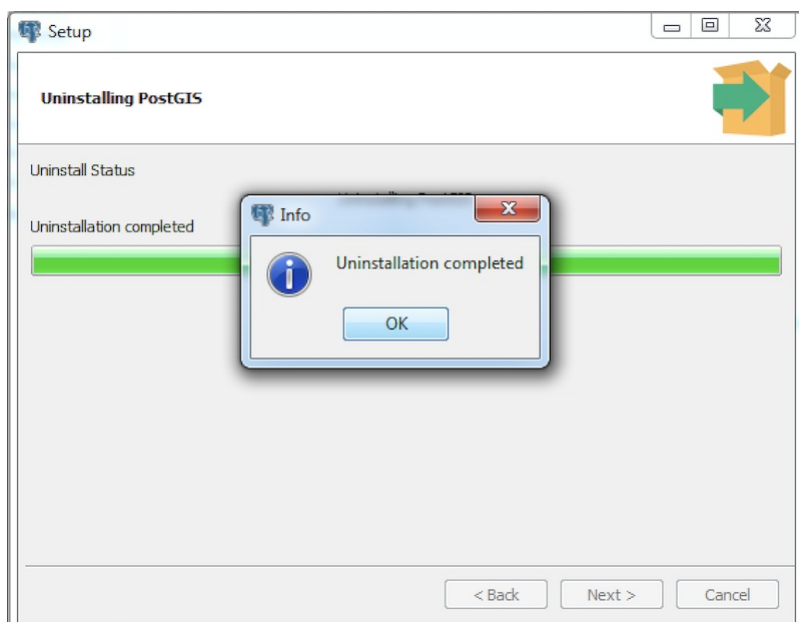 Setup
Uninstalling PostGIS
Uninstall Status
Uninstallation completed
Info
Uninstallation completed
OK
< Back
Next >
Cancel